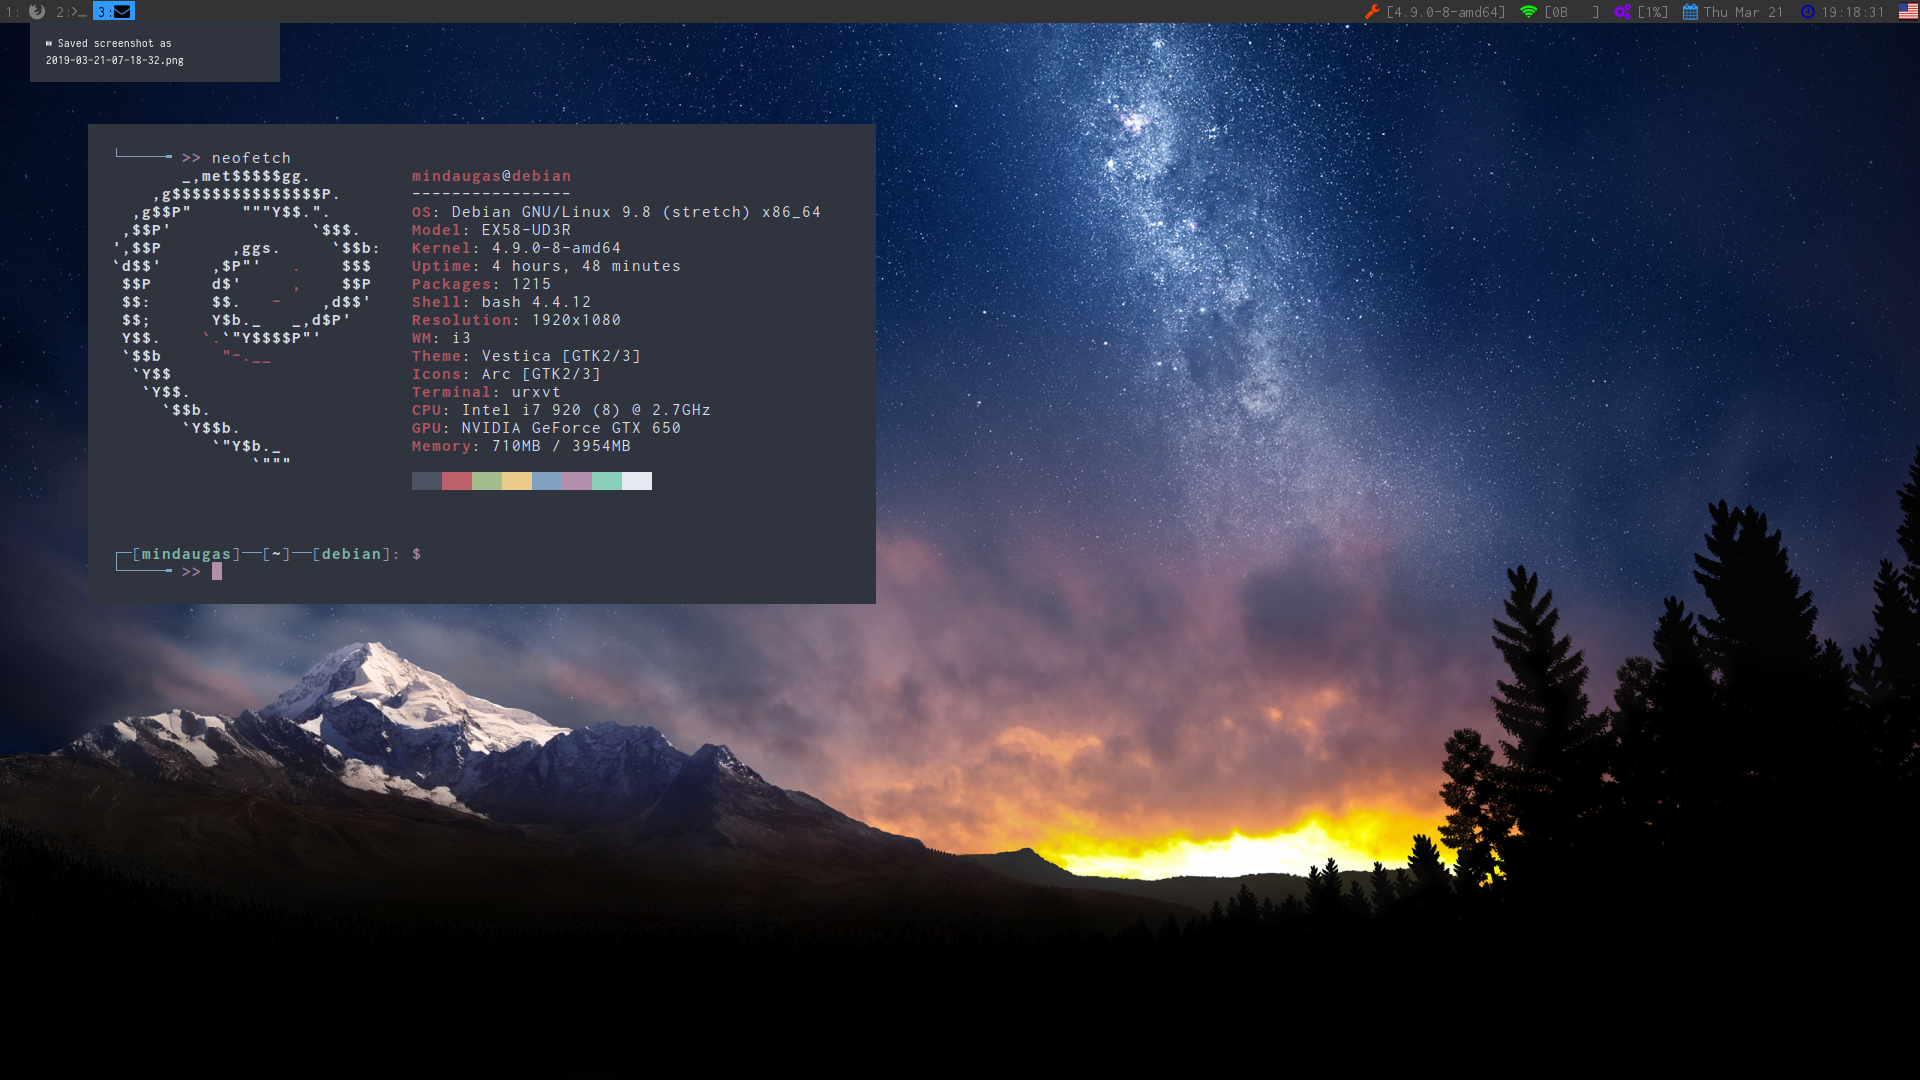 1: 2:>_ 3: [4.9.0-8-amd64] [0B ] [1%] Thu Mar 21 19:18:31
Saved screenshot as
2019-03-21-07-18-32.png
>> neofetch
_,met$$$$$gg. mindaugas@debian
,g$$$$$$$$$$$$$$$P. ----------------
,g$$P" """Y$$.". OS: Debian GNU/Linux 9.8 (stretch) x86_64
,$$P' `$$$. Model: EX58-UD3R
',$$P ,ggs. `$$b: Kernel: 4.9.0-8-amd64
`d$$' ,$P"' . $$$ Uptime: 4 hours, 48 minutes
$$P d$' , $$P Packages: 1215
$$: $$. - ,d$$' Shell: bash 4.4.12
$$; Y$b._ _,d$P' Resolution: 1920x1080
Y$$. `.`"Y$$$$P"' WM: i3
`$$b "-.__ Theme: Vestica [GTK2/3]
`Y$$ Icons: Arc [GTK2/3]
`Y$$. Terminal: urxvt
`$$b. CPU: Intel i7 920 (8) @ 2.7GHz
`Y$$b. GPU: NVIDIA GeForce GTX 650
`"Y$b._ Memory: 710MB / 3954MB
`"""
┌─[mindaugas]──[~]──[debian]: $
└────╼ >>